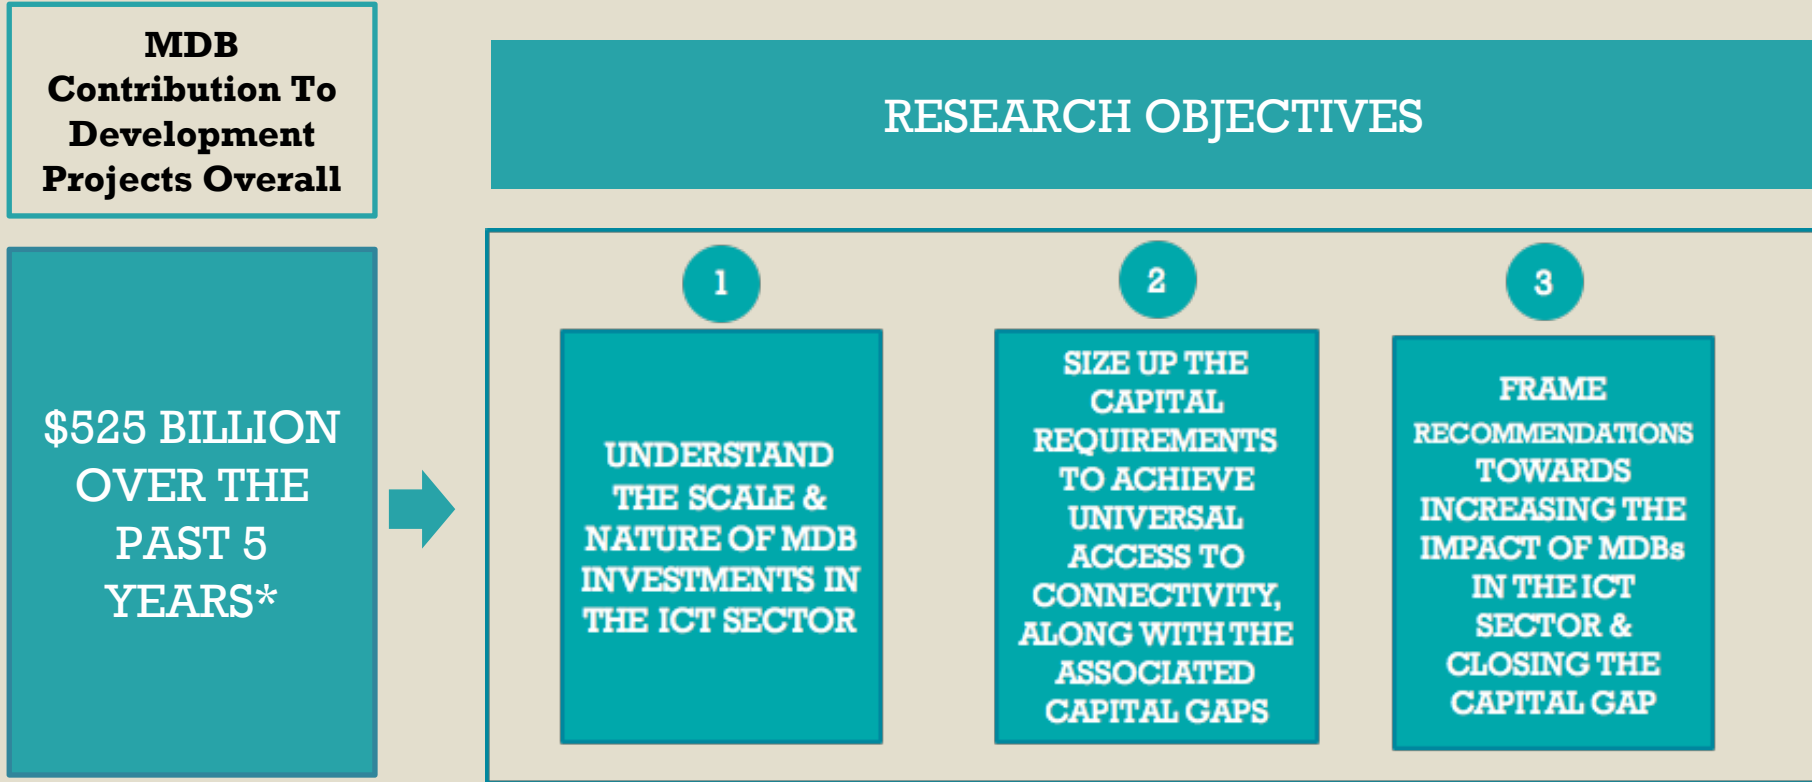 MDB
Contribution To
Development
Projects Overall
$525 BILLION
OVER THE
PAST 5
YEARS*
RESEARCH OBJECTIVES
1
UNDERSTAND
THE SCALE &
NATURE OF MDB
INVESTMENTS IN
THE ICT SECTOR
2
SIZE UP THE
CAPITAL
REQUIREMENTS
TO ACHIEVE
UNIVERSAL
ACCESS TO
CONNECTIVITY,
ALONG WITH THE
ASSOCIATED
CAPITAL GAPS
3
FRAME
RECOMMENDATIONS
TOWARDS
INCREASING THE
IMPACT OF MDBs
IN THE ICT
SECTOR &
CLOSING THE
CAPITAL GAP